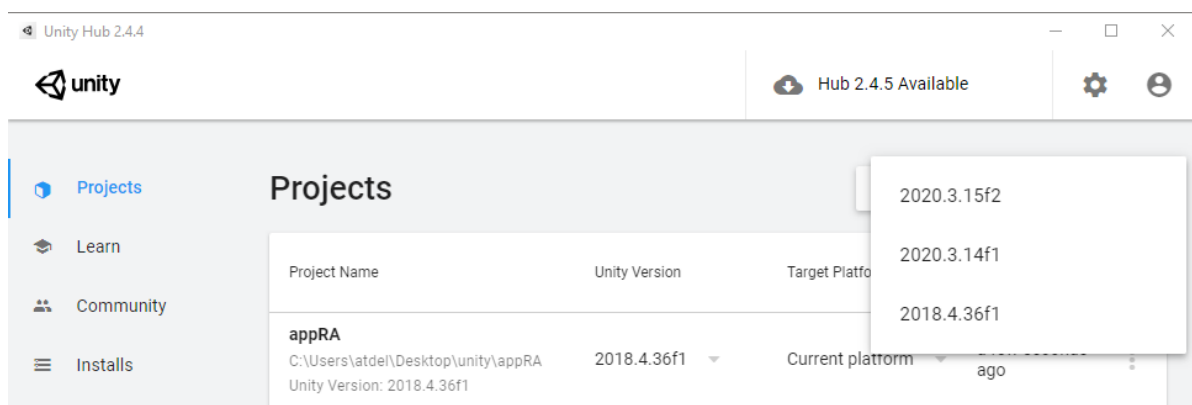 Unity Hub 2.4.4
unity
Hub 2.4.5 Available
Projects
Learn
Community
Installs
Projects
2020.3.15f2
2020.3.14f1
2018.4.36f1
Project Name
Unity Version
Target Platfo
appRA
C:\Users\atdel\Desktop\unity\appRA
Unity Version: 2018.4.36f1
2018.4.36f1
Current platform
ago